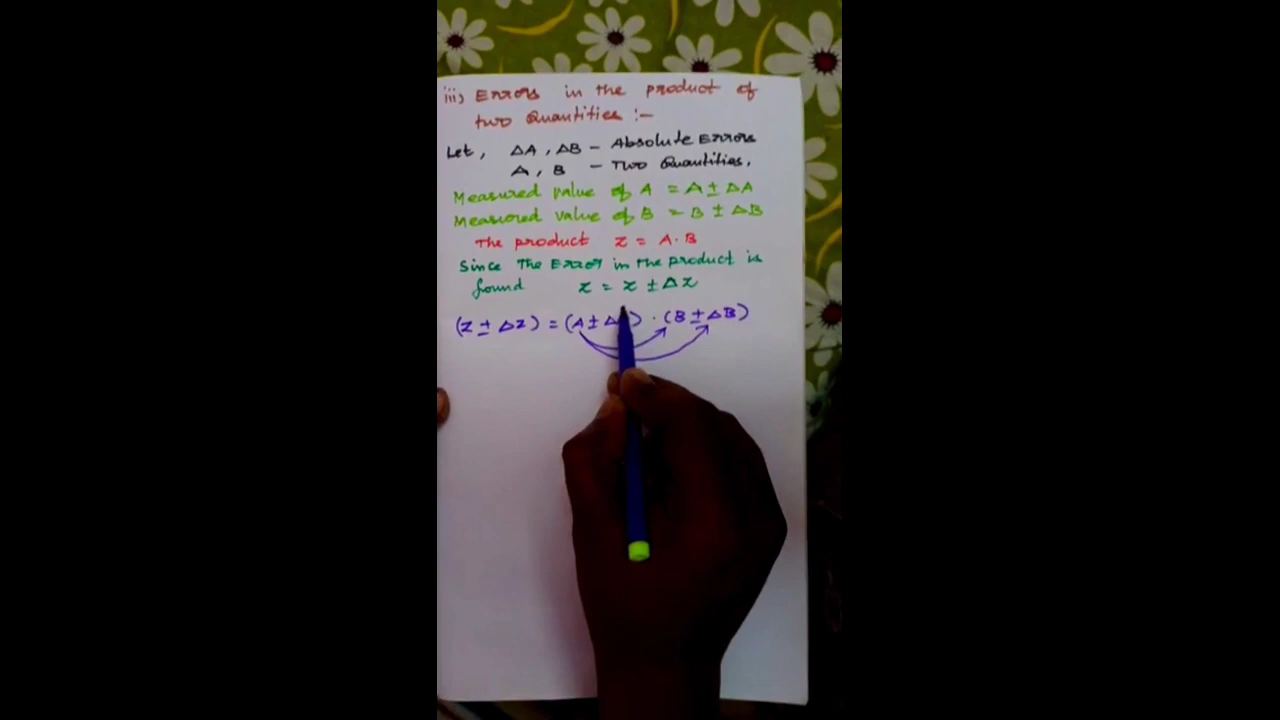 iii) Errors in the product of
two Quantities :-
Let, ΔA, ΔB - Absolute Errors
A, B - Two Quantities.
Measured value of A = A ± ΔA
Measured value of B = B ± ΔB
The product Z = A·B
Since The Error in the product is
found Z = Z ± ΔZ
(Z ± ΔZ) = (A ± Δ ) · (B ± ΔB)